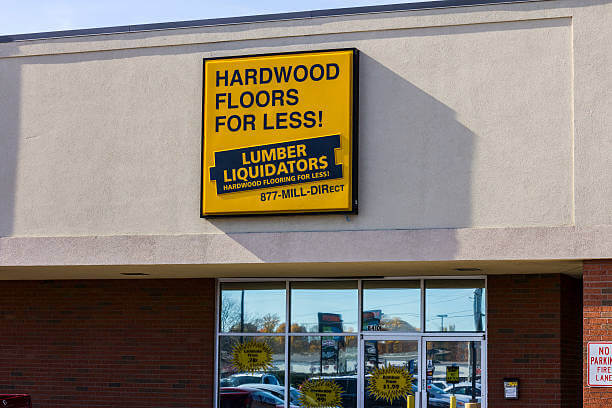 HARDWOOD
FLOORS
FOR LESS!
LUMBER
LIQUIDATORS
HARDWOOD FLOORING FOR LESS!
877-MILL-DIRECT
NO
PARKING
FIRE
LANE